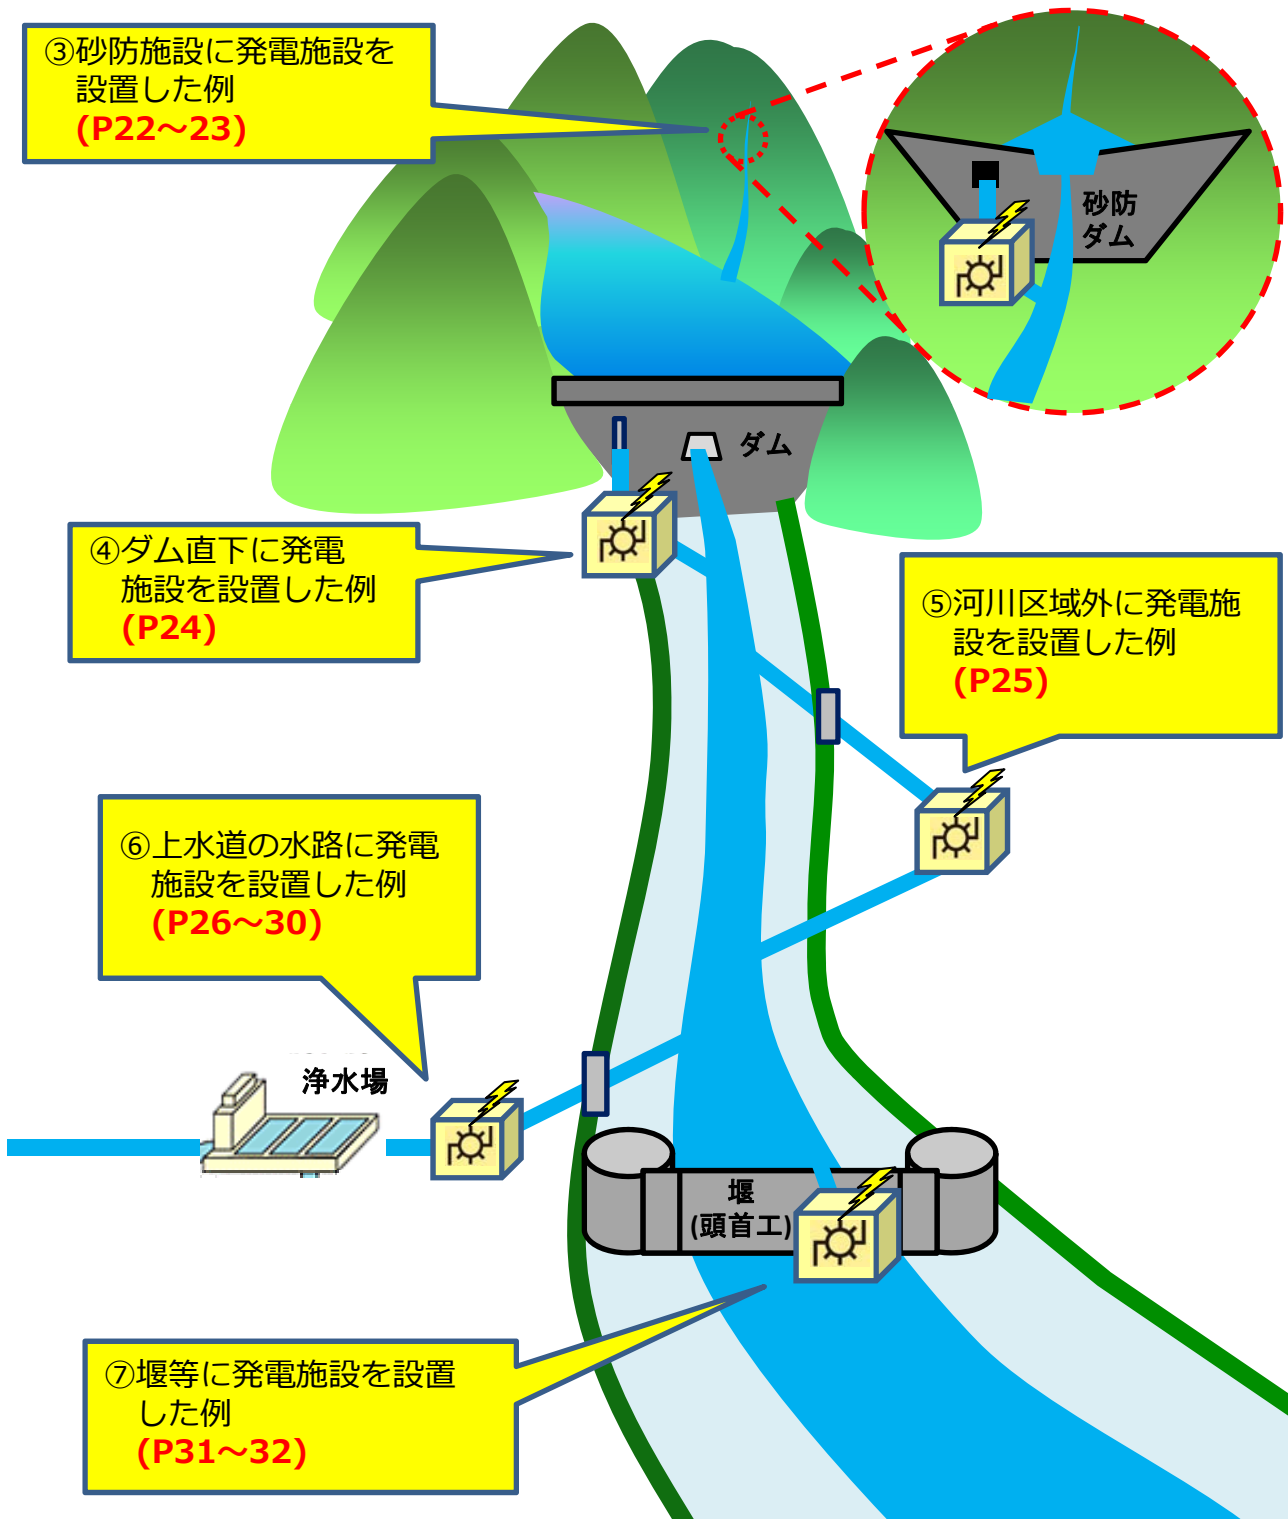 ③砂防施設に発電施設を
設置した例
(P22～23)
砂防
ダム
ダム
④ダム直下に発電
施設を設置した例
(P24)
⑤河川区域外に発電施
設を設置した例
(P25)
⑥上水道の水路に発電
施設を設置した例
(P26～30)
浄水場
堰
(頭首工)
⑦堰等に発電施設を設置
した例
(P31～32)